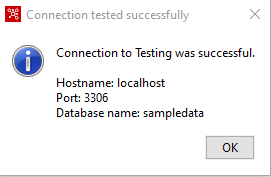 Connection tested successfully
Connection to Testing was successful.
Hostname: localhost
Port: 3306
Database name: sampledata
OK